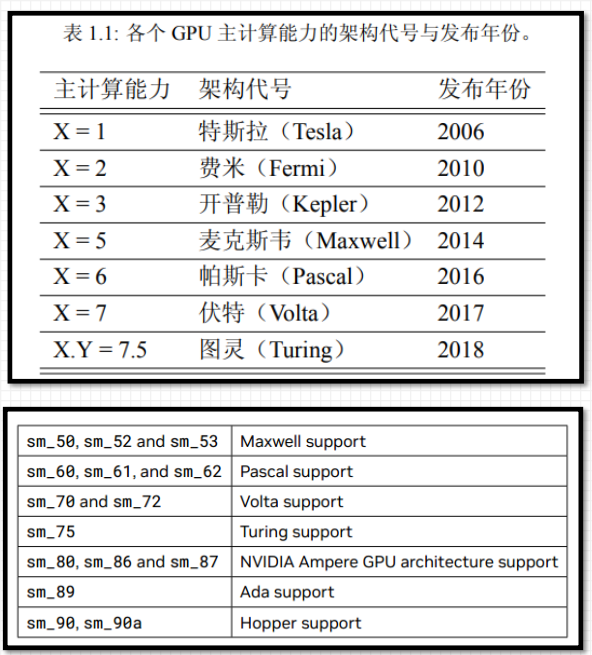 表 1.1: 各个 GPU 主计算能力的架构代号与发布年份。
主计算能力 架构代号 发布年份
X = 1 特斯拉（Tesla） 2006
X = 2 费米（Fermi） 2010
X = 3 开普勒（Kepler） 2012
X = 5 麦克斯韦（Maxwell） 2014
X = 6 帕斯卡（Pascal） 2016
X = 7 伏特（Volta） 2017
X.Y = 7.5 图灵（Turing） 2018
sm_50, sm_52 and sm_53 Maxwell support
sm_60, sm_61, and sm_62 Pascal support
sm_70 and sm_72 Volta support
sm_75 Turing support
sm_80, sm_86 and sm_87 NVIDIA Ampere GPU architecture support
sm_89 Ada support
sm_90, sm_90a Hopper support